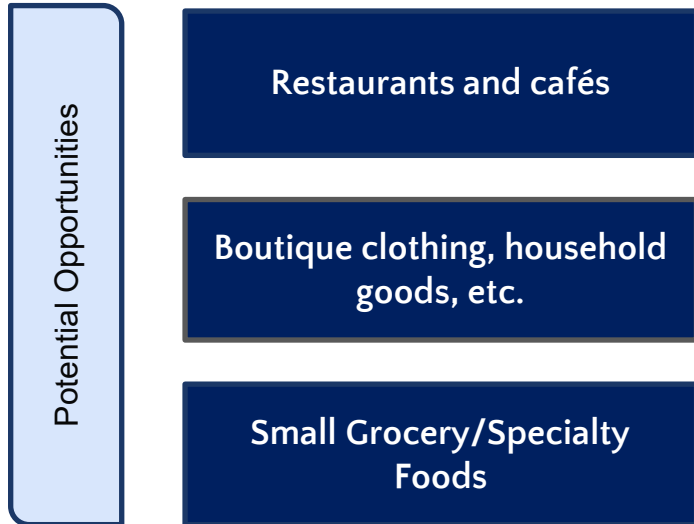 Potential Opportunities
Restaurants and cafés
Boutique clothing, household
goods, etc.
Small Grocery/Specialty
Foods